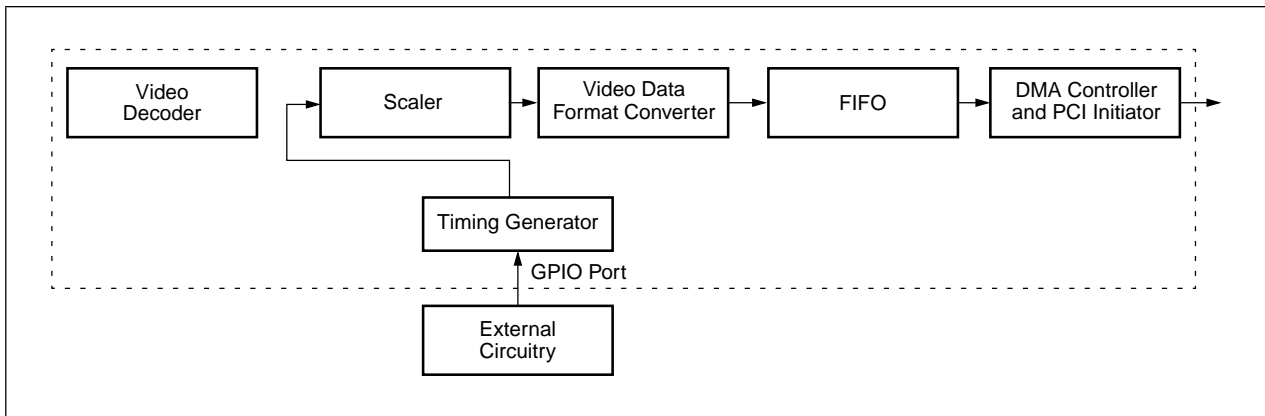 Video
Decoder
Scaler
Video Data
Format Converter
FIFO
DMA Controller
and PCI Initiator
Timing Generator
GPIO Port
External
Circuitry